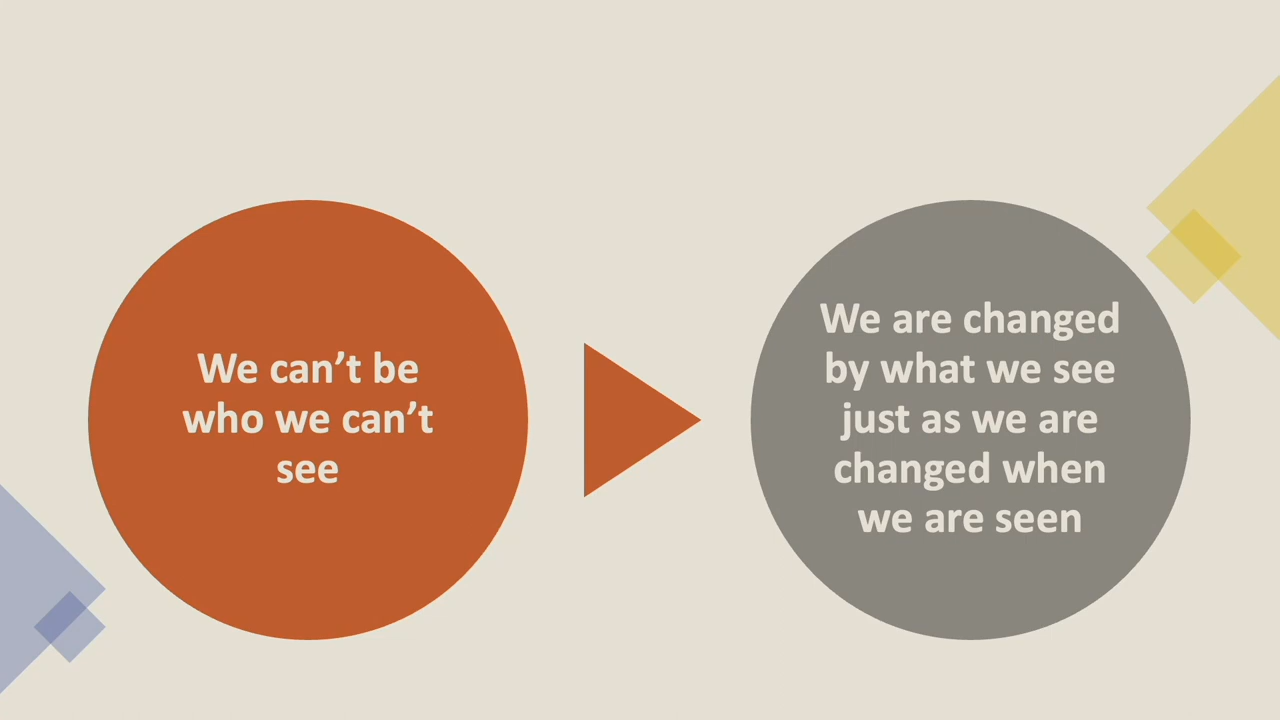 We can’t be
who we can’t
see
We are changed
by what we see
just as we are
changed when
we are seen